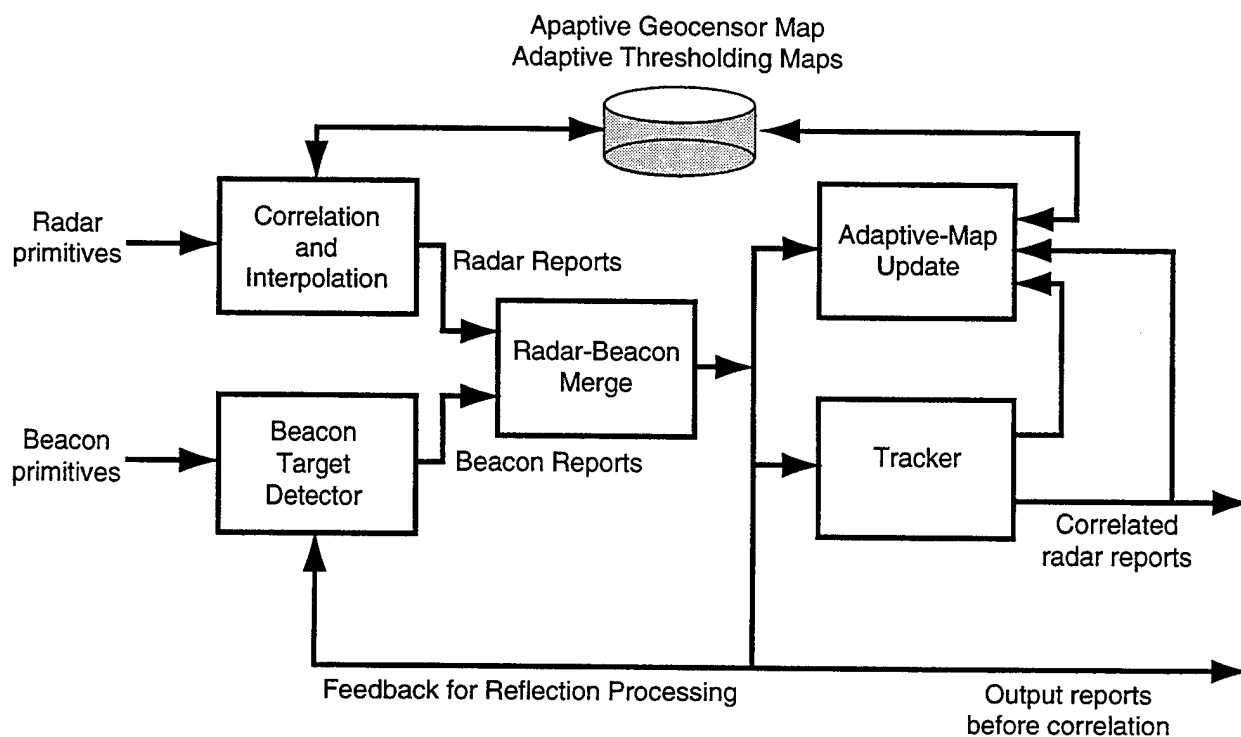 Apaptive Geocensor Map
Adaptive Thresholding Maps
Radar
primitives
Correlation
and
Interpolation
Radar Reports
Adaptive-Map
Update
Radar-Beacon
Merge
Beacon
primitives
Beacon
Target
Detector
Beacon Reports
Tracker
Correlated
radar reports
Feedback for Reflection Processing
Output reports
before correlation